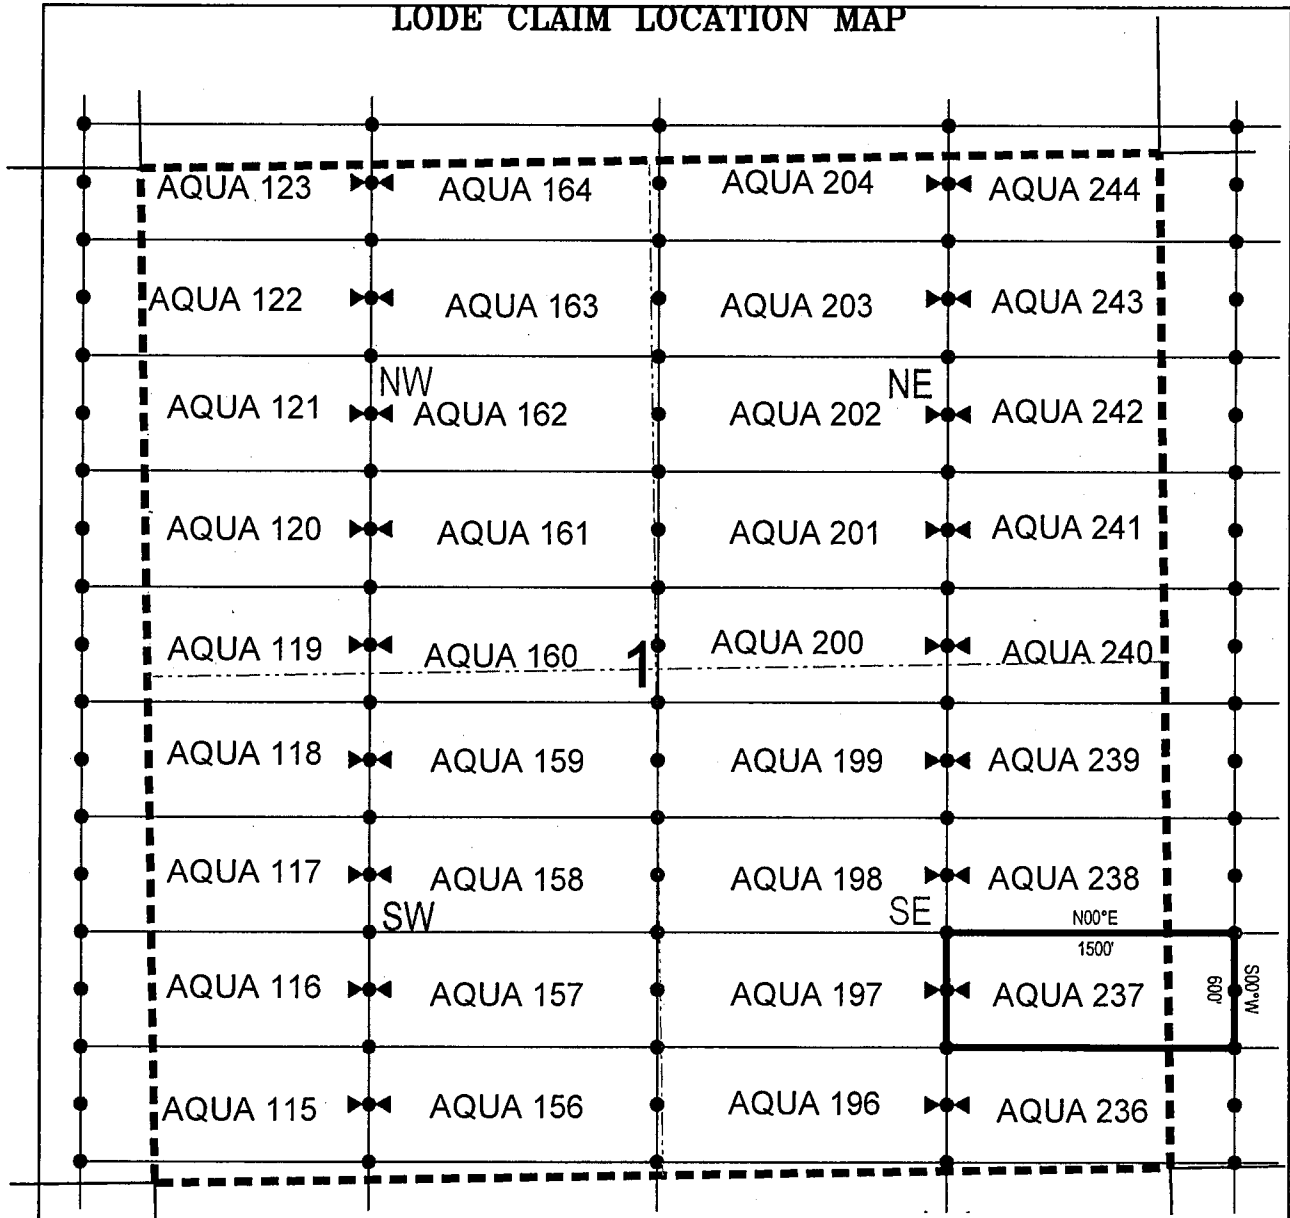 LODE CLAIM LOCATION MAP
AQUA 123 AQUA 164 AQUA 204 AQUA 244
AQUA 122 AQUA 163 AQUA 203 AQUA 243
NW NE
AQUA 121 AQUA 162 AQUA 202 AQUA 242
AQUA 120 AQUA 161 AQUA 201 AQUA 241
AQUA 119 AQUA 160 1 AQUA 200 AQUA 240
AQUA 118 AQUA 159 AQUA 199 AQUA 239
AQUA 117 AQUA 158 AQUA 198 AQUA 238
SW SE N00°E
1500'
AQUA 116 AQUA 157 AQUA 197 AQUA 237 600' S00°W
AQUA 115 AQUA 156 AQUA 196 AQUA 236